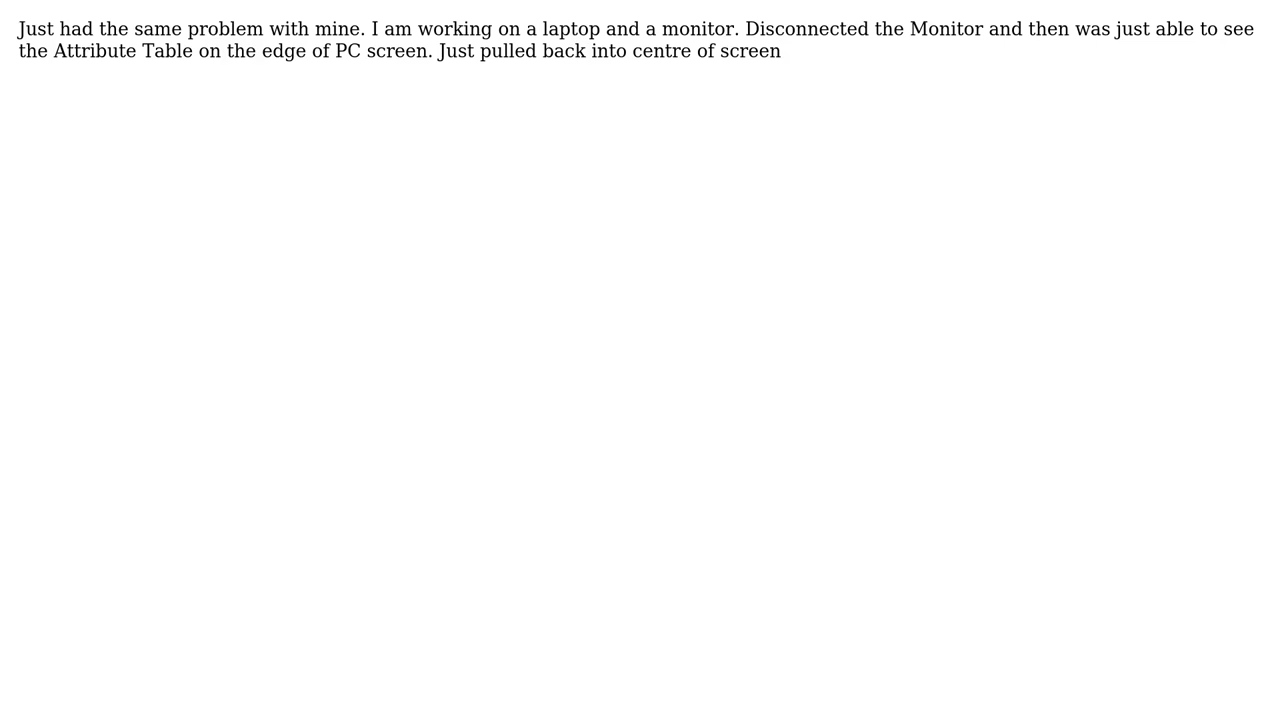 Just had the same problem with mine. I am working on a laptop and a monitor. Disconnected the Monitor and then was just able to see
the Attribute Table on the edge of PC screen. Just pulled back into centre of screen